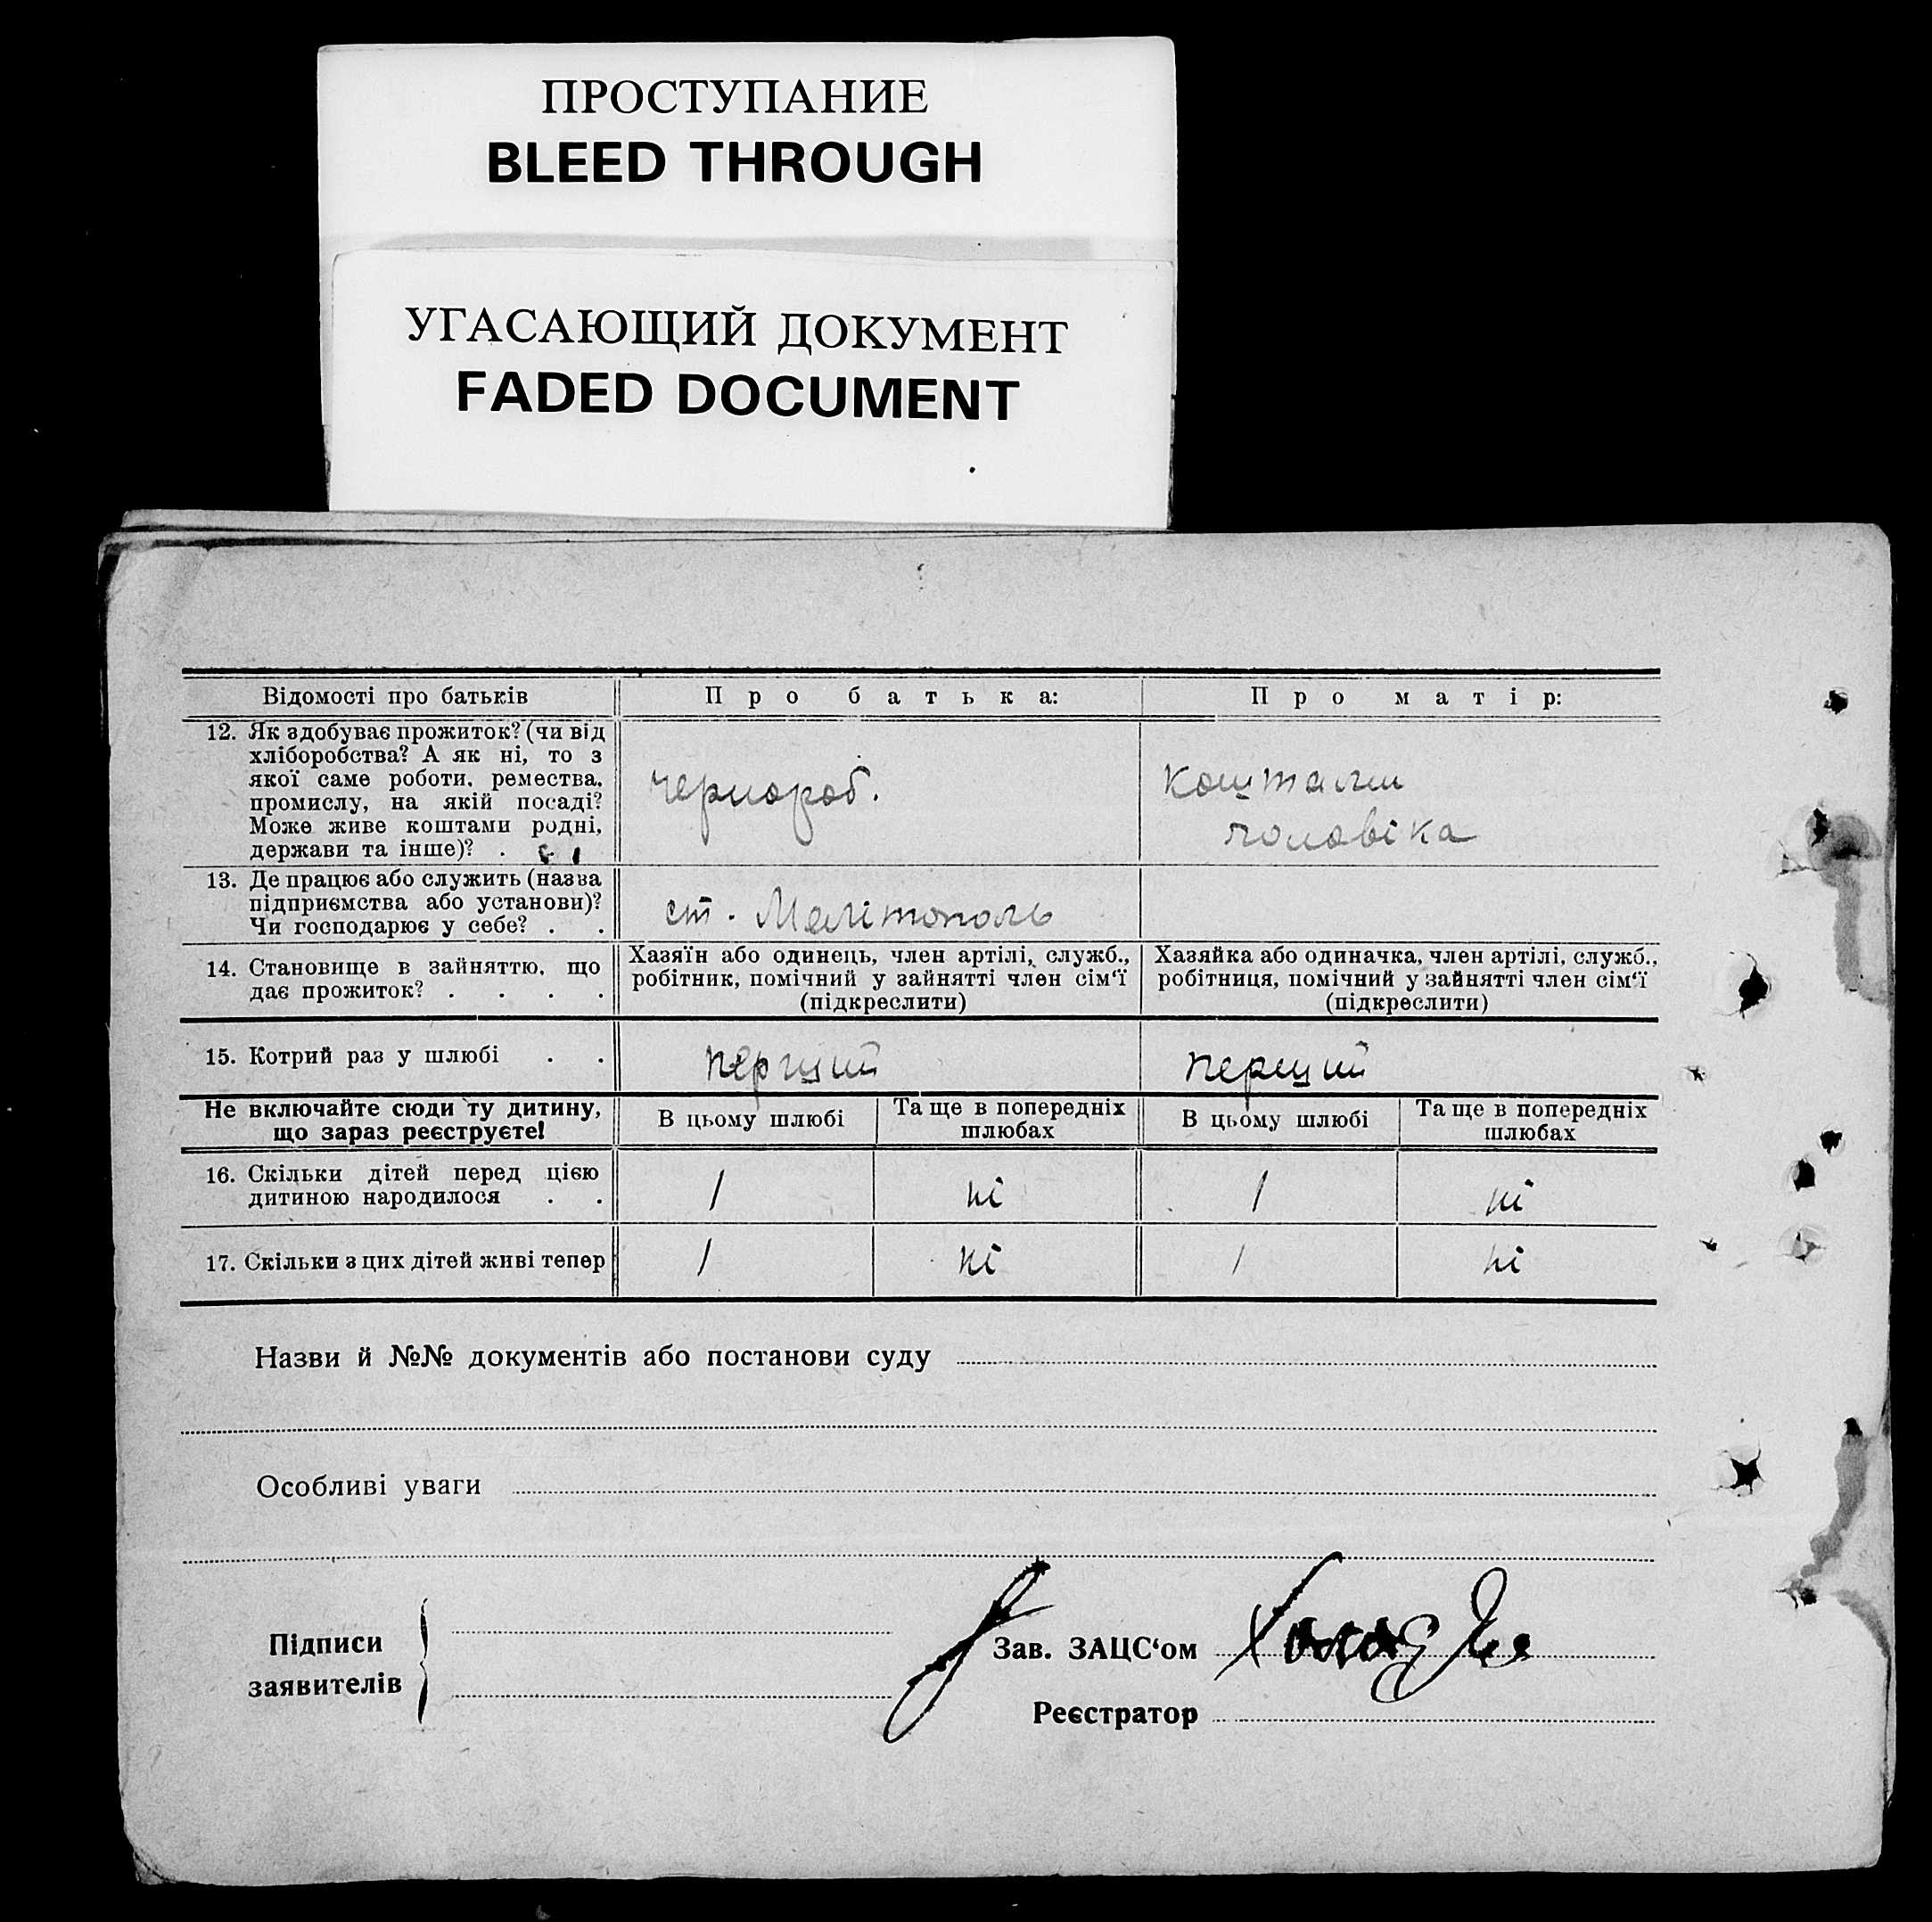 ПРОСТУПАНИЕ
BLEED THROUGH
УГАСАЮЩИЙ ДОКУМЕНТ
FADED DOCUMENT
Відомості про батьків
Про батька:
Про матір:
12. Як здобуває прожиток? (чи від
хліборобства? А як ні, то з
якої саме роботи, ремества,
промислу, на якій посаді?
Може живе коштами родні,
держави та інше)? .
чернороб.
коштами
чоловіка
13. Де працює або служить (назва
підприємства або установи)?
Чи господарює у себе? . .
ст. Мелітополь
14. Становище в зайняттю, що
дає прожиток? . . . .
Хазяїн або одинець, член артілі, служб.,
робітник, помічний у зайнятті член сім'ї
(підкреслити)
Хазяйка або одиначка, член артілі, служб.,
робітниця, помічний у зайнятті член сім'ї
(підкреслити)
15. Котрий раз у шлюбі . .
перший
перший
Не включайте сюди ту дитину,
що зараз реєструєте!
В цьому шлюбі
Та ще в попередніх
шлюбах
В цьому шлюбі
Та ще в попередніх
шлюбах
16. Скільки дітей перед цією
дитиною народилося . .
1
ні
1
ні
17. Скільки з цих дітей живі тепер
1
ні
1
ні
Назви й №№ документів або постанови суду
Особливі уваги
Підписи
заявителів
Зав. ЗАЦС'ом
Реєстратор